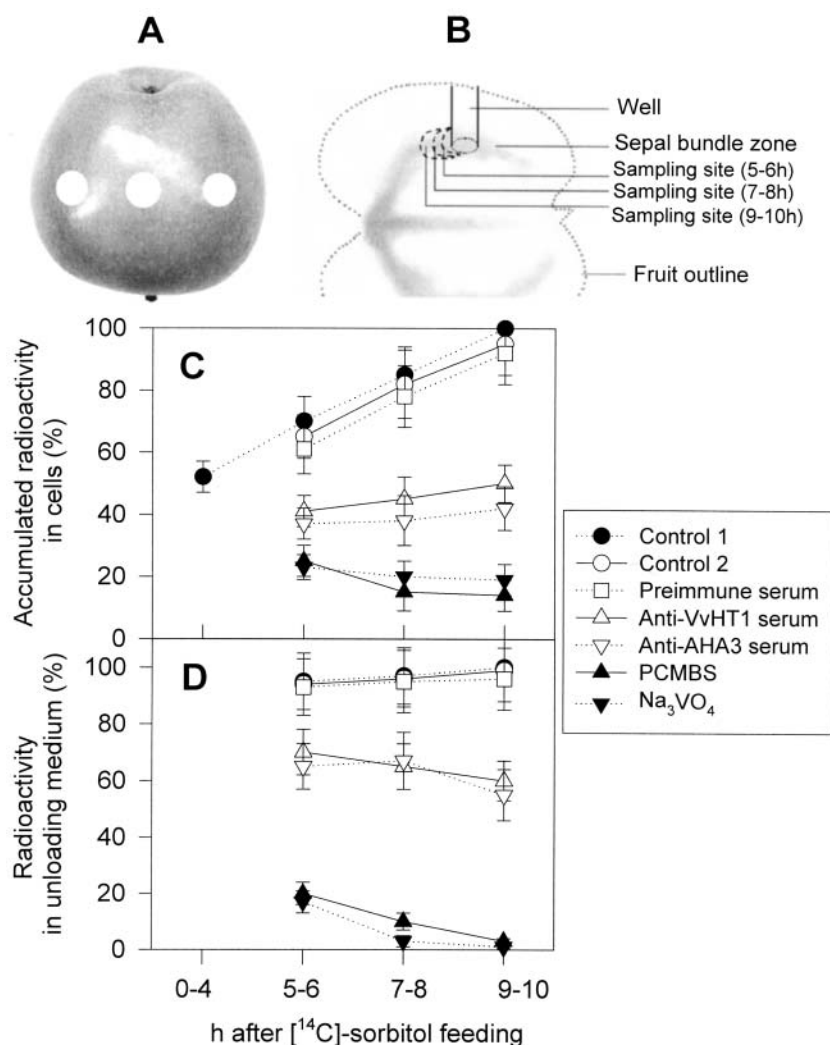 A
B
Well
Sepal bundle zone
Sampling site (5-6h)
Sampling site (7-8h)
Sampling site (9-10h)
Fruit outline
C
Accumulated radioactivity
in cells (%)
100
80
60
40
20
0
D
Radioactivity
in unloading medium (%)
100
80
60
40
20
0
0-4
5-6
7-8
9-10
h after [¹⁴C]-sorbitol feeding
Control 1
Control 2
Preimmune serum
Anti-VvHT1 serum
Anti-AHA3 serum
PCMBS
Na₃VO₄